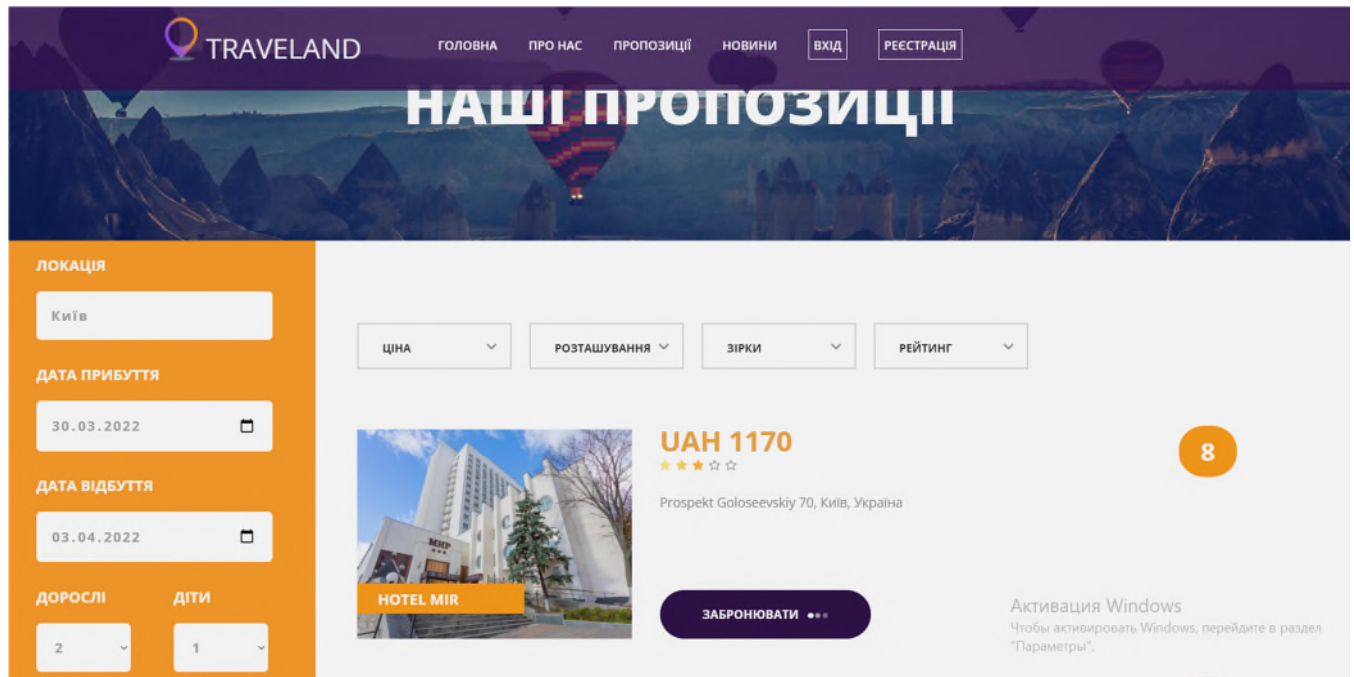 TRAVELAND
ГОЛОВНА ПРО НАС ПРОПОЗИЦІЇ НОВИНИ ВХІД РЕЄСТРАЦІЯ
НАШІ ПРОПОЗИЦІЇ
ЛОКАЦІЯ
Київ
ДАТА ПРИБУТТЯ
30.03.2022
ДАТА ВІДБУТТЯ
03.04.2022
ДОРОСЛІ ДІТИ
2 1
ЦІНА РОЗТАШУВАННЯ ЗІРКИ РЕЙТИНГ
UAH 1170
8
Prospekt Goloseevskiy 70, Київ, Україна
МИР
HOTEL MIR
ЗАБРОНЮВАТИ
Активация Windows
Чтобы активировать Windows, перейдите в раздел
"Параметры".